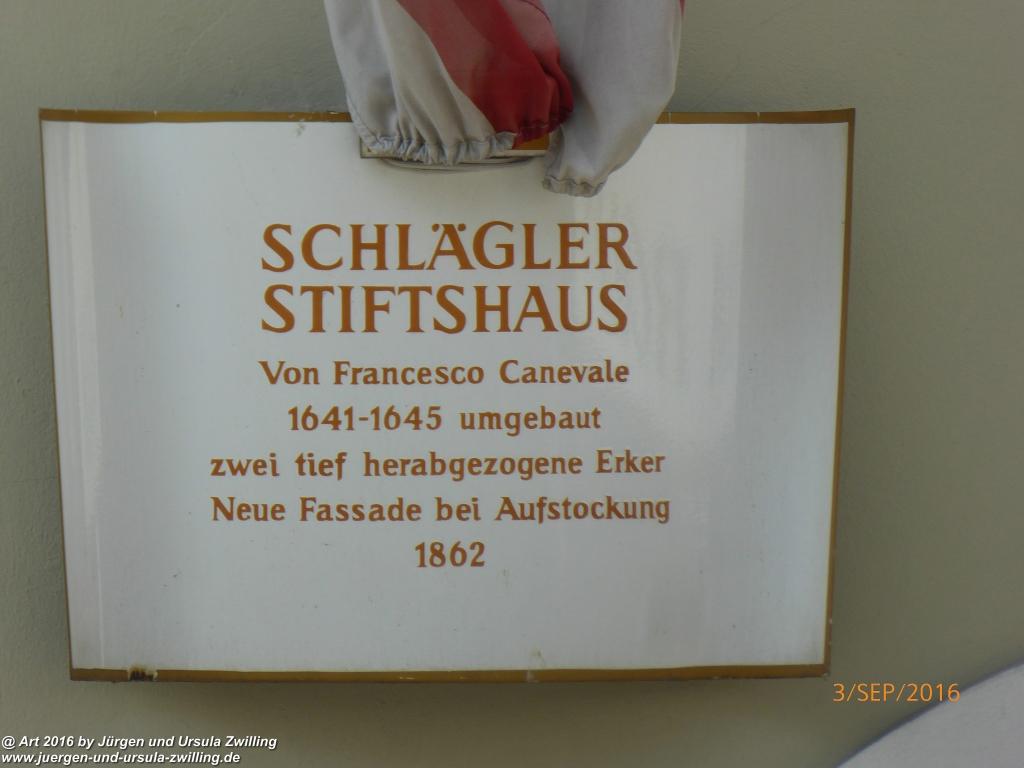 SCHLÄGLER
STIFTSHAUS
Von Francesco Canevale
1641-1645 umgebaut
zwei tief herabgezogene Erker
Neue Fassade bei Aufstockung
1862
3/SEP/2016
@ Art 2016 by Jürgen und Ursula Zwilling
www.juergen-und-ursula-zwilling.de